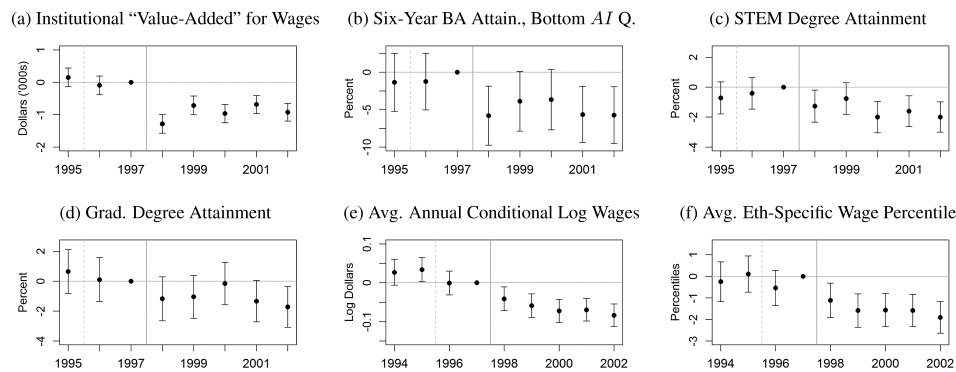 (a) Institutional “Value-Added” for Wages
Dollars ('000s)
1
0
-1
-2
1995 1997 1999 2001
(b) Six-Year BA Attain., Bottom AI Q.
Percent
0
-5
-10
1995 1997 1999 2001
(c) STEM Degree Attainment
Percent
2
0
-2
-4
1995 1997 1999 2001
(d) Grad. Degree Attainment
Percent
2
0
-2
-4
1995 1997 1999 2001
(e) Avg. Annual Conditional Log Wages
Log Dollars
0.1
0
-0.1
1994 1996 1998 2000 2002
(f) Avg. Eth-Specific Wage Percentile
Percentiles
1
0
-1
-2
-3
1994 1996 1998 2000 2002